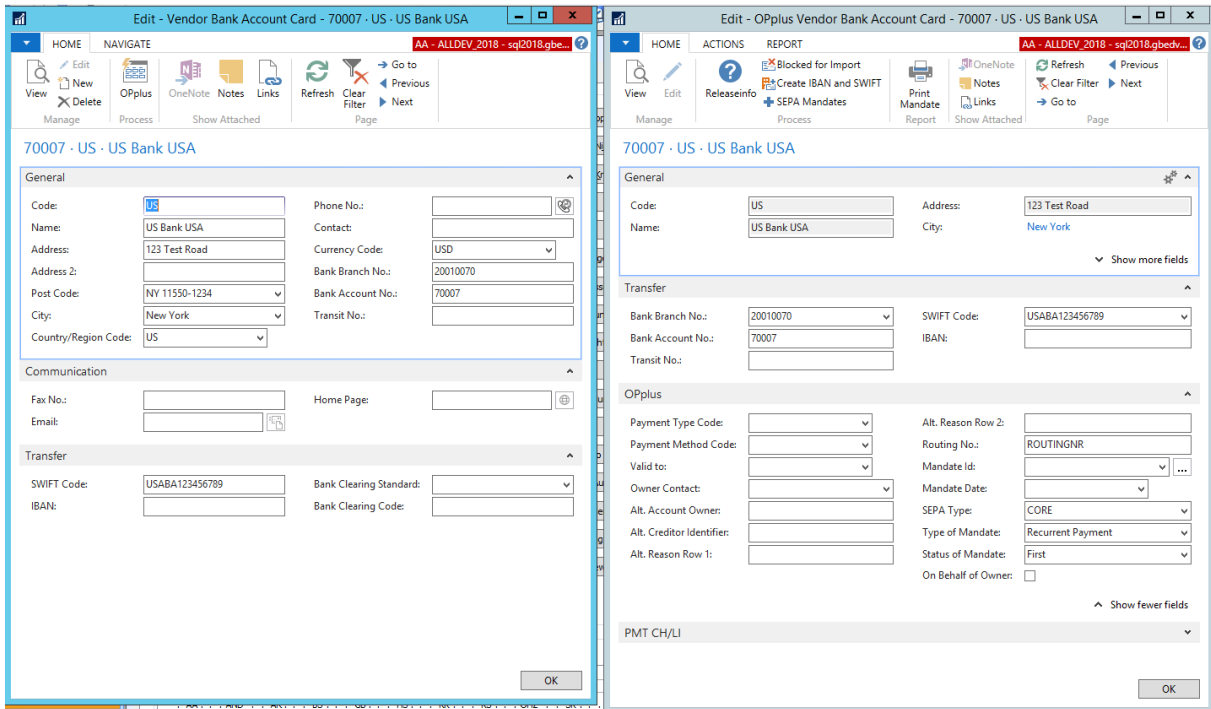 Edit - Vendor Bank Account Card - 70007 · US · US Bank USA
HOME NAVIGATE
AA - ALLDEV_2018 - sql2018.gbe...
View
Edit
New
Delete
OPplus
OneNote Notes Links
Refresh Clear Filter
Go to
Previous
Next
Manage Process Show Attached Page
70007 · US · US Bank USA
General
Code: US Phone No.:
Name: US Bank USA Contact:
Address: 123 Test Road Currency Code: USD
Address 2: Bank Branch No.: 20010070
Post Code: NY 11550-1234 Bank Account No.: 70007
City: New York Transit No.:
Country/Region Code: US
Communication
Fax No.: Home Page:
Email:
Transfer
SWIFT Code: USABA123456789 Bank Clearing Standard:
IBAN: Bank Clearing Code:
OK
Edit - OPplus Vendor Bank Account Card - 70007 · US · US Bank USA
HOME ACTIONS REPORT
AA - ALLDEV_2018 - sql2018.gbedv...
View Edit
Releaseinfo
Blocked for Import
Create IBAN and SWIFT
SEPA Mandates
Print Mandate
OneNote
Notes
Links
Refresh Previous
Clear Filter Next
Go to
Manage Process Report Show Attached Page
70007 · US · US Bank USA
General
Code: US Address: 123 Test Road
Name: US Bank USA City: New York
Show more fields
Transfer
Bank Branch No.: 20010070 SWIFT Code: USABA123456789
Bank Account No.: 70007 IBAN:
Transit No.:
OPplus
Payment Type Code: Alt. Reason Row 2:
Payment Method Code: Routing No.: ROUTINGNR
Valid to: Mandate Id: ...
Owner Contact: Mandate Date:
Alt. Account Owner: SEPA Type: CORE
Alt. Creditor Identifier: Type of Mandate: Recurrent Payment
Alt. Reason Row 1: Status of Mandate: First
On Behalf of Owner:
Show fewer fields
PMT CH/LI
OK